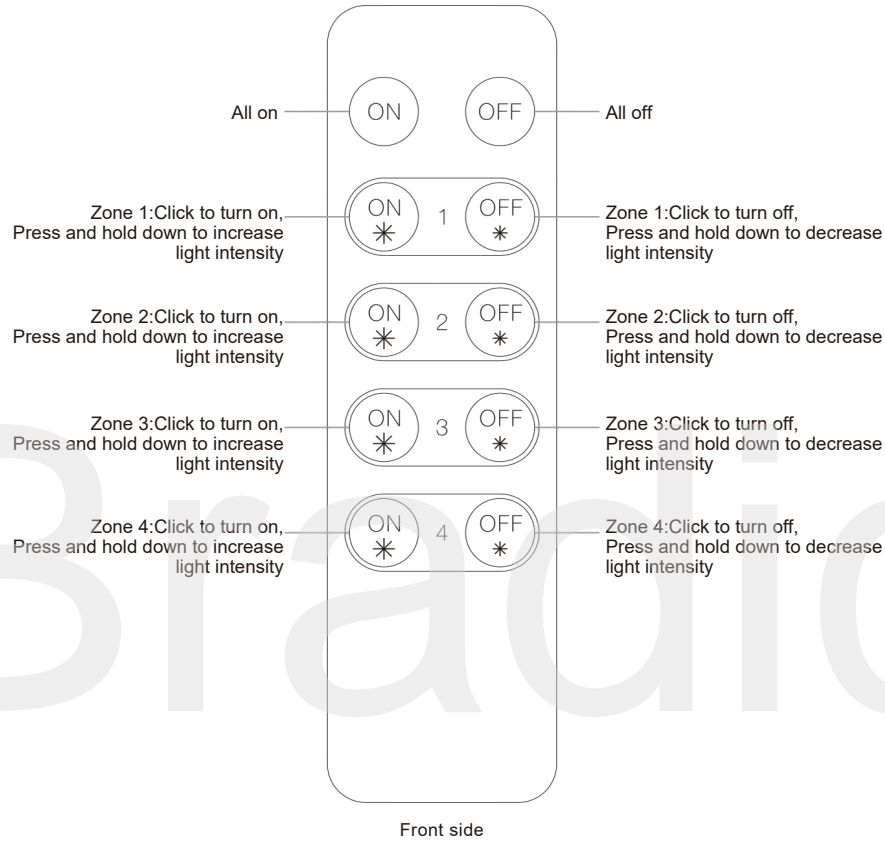 All on
ON
OFF
All off
Zone 1:Click to turn on,
Press and hold down to increase
light intensity
ON
1
OFF
Zone 1:Click to turn off,
Press and hold down to decrease
light intensity
Zone 2:Click to turn on,
Press and hold down to increase
light intensity
ON
2
OFF
Zone 2:Click to turn off,
Press and hold down to decrease
light intensity
Zone 3:Click to turn on,
Press and hold down to increase
light intensity
ON
3
OFF
Zone 3:Click to turn off,
Press and hold down to decrease
light intensity
Zone 4:Click to turn on,
Press and hold down to increase
light intensity
ON
4
OFF
Zone 4:Click to turn off,
Press and hold down to decrease
light intensity
Front side